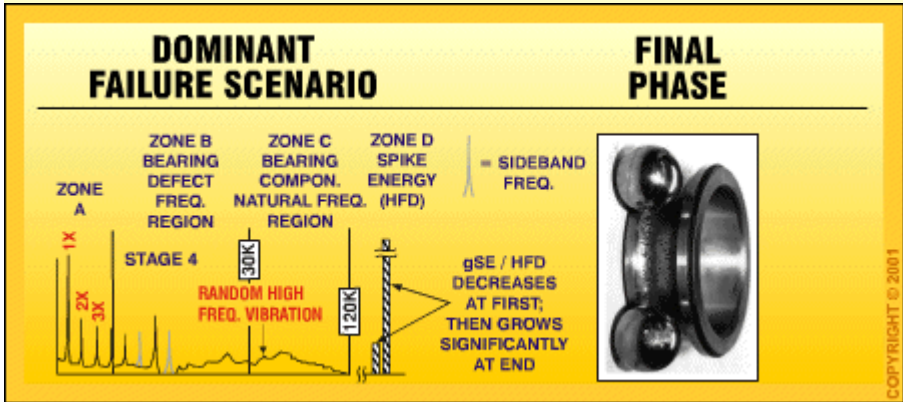 DOMINANT
FAILURE SCENARIO
FINAL
PHASE
ZONE
A
ZONE B
BEARING
DEFECT
FREQ.
REGION
ZONE C
BEARING
COMPON.
NATURAL FREQ.
REGION
ZONE D
SPIKE
ENERGY
(HFD)
= SIDEBAND
FREQ.
1X
2X
3X
STAGE 4
30K
RANDOM HIGH
FREQ. VIBRATION
120K
gSE / HFD
DECREASES
AT FIRST;
THEN GROWS
SIGNIFICANTLY
AT END
COPYRIGHT © 2001